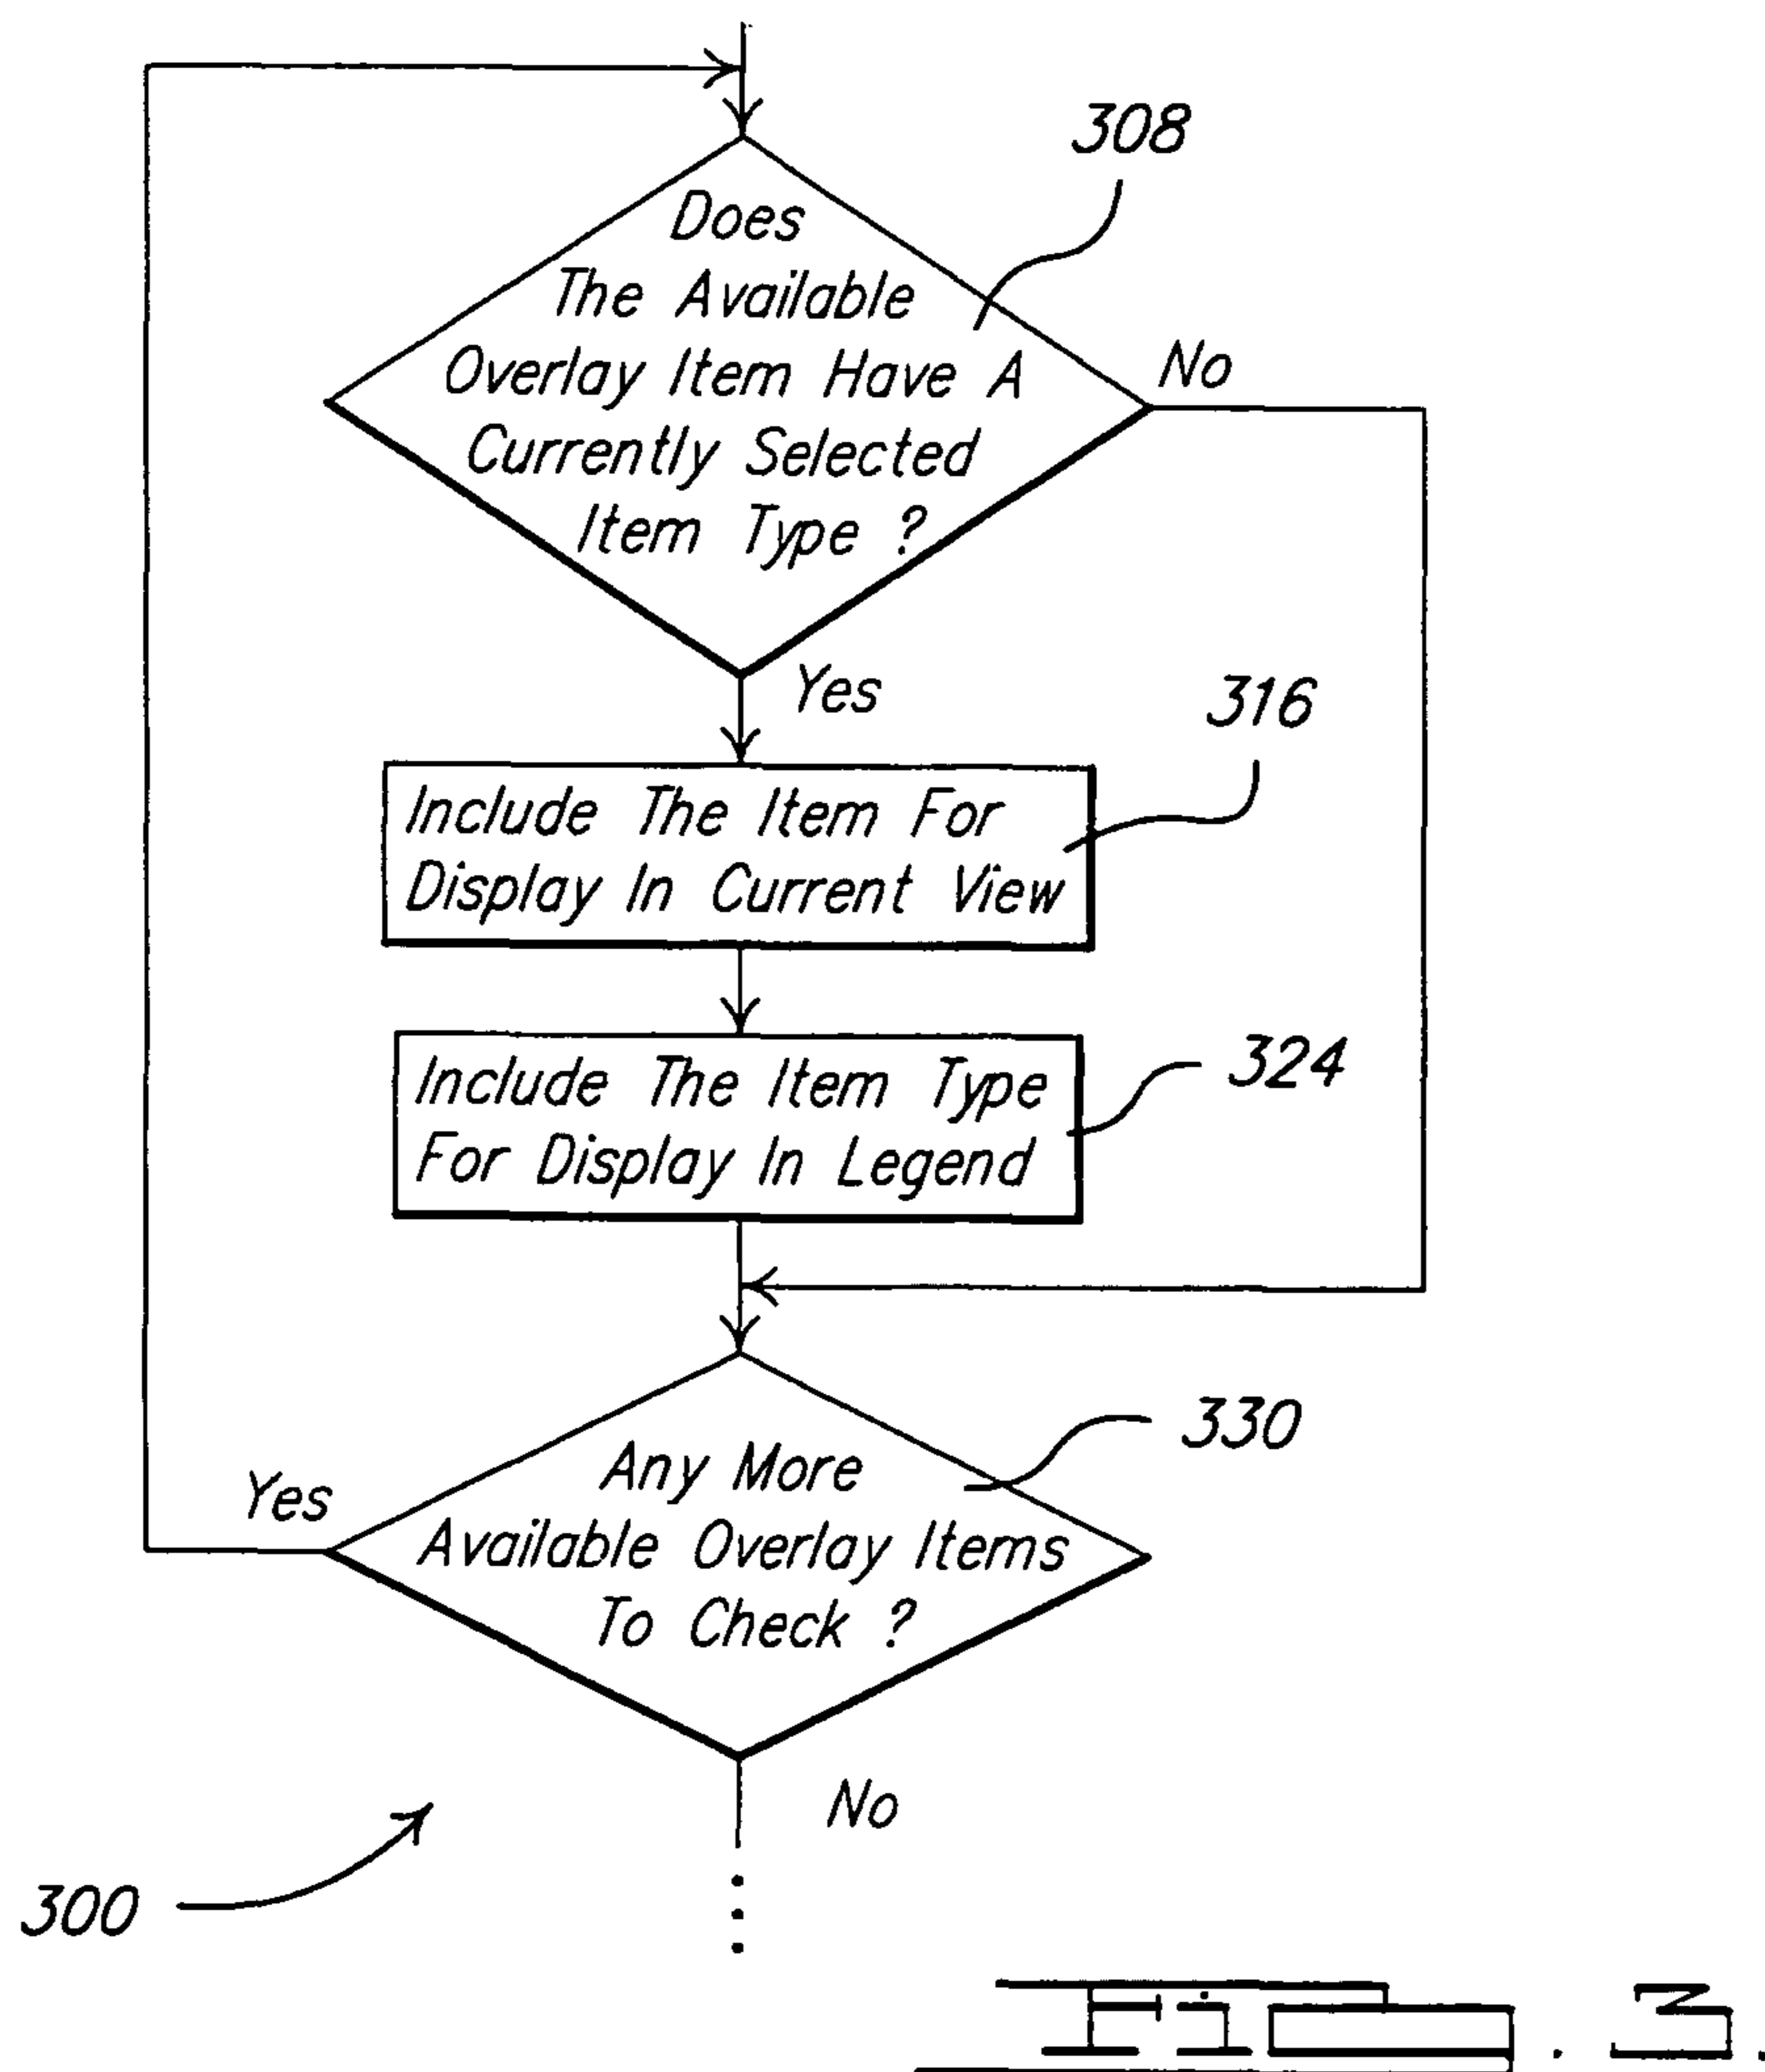 308
Does
The Available
Overlay Item Have A
Currently Selected
Item Type ?
No
Yes
316
Include The Item For
Display In Current View
324
Include The Item Type
For Display In Legend
330
Any More
Available Overlay Items
To Check ?
Yes
No
300
Fig. 3.